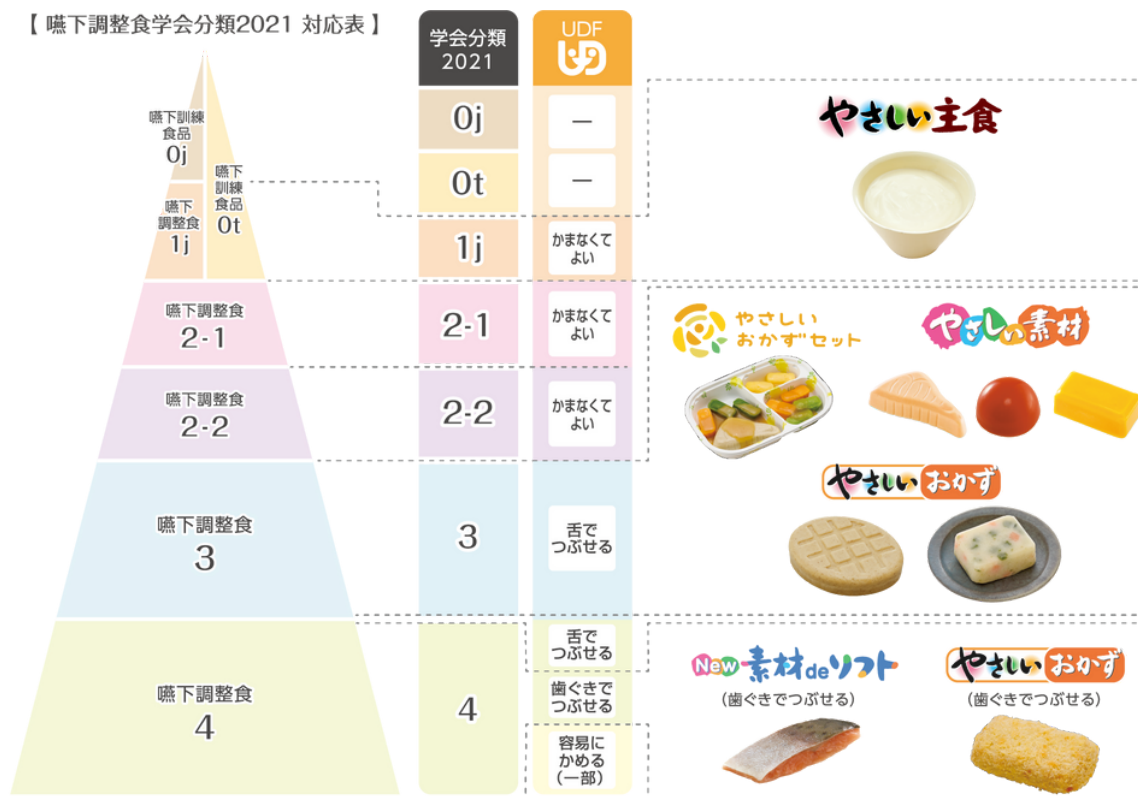 【 嚥下調整食学会分類2021 対応表 】
嚥下訓練
食品
0j
嚥下
訓練
食品
0t
嚥下
調整食
1j
嚥下調整食
2-1
嚥下調整食
2-2
嚥下調整食
3
嚥下調整食
4
学会分類
2021
0j
0t
1j
2-1
2-2
3
4
UDF
UD
—
—
かまなくて
よい
かまなくて
よい
かまなくて
よい
舌で
つぶせる
舌で
つぶせる
歯ぐきで
つぶせる
容易に
かめる
(一部)
やさしい主食
やさしい
おかずセット
やさしい素材
やさしいおかず
New 素材deソフト
(歯ぐきでつぶせる)
やさしいおかず
(歯ぐきでつぶせる)